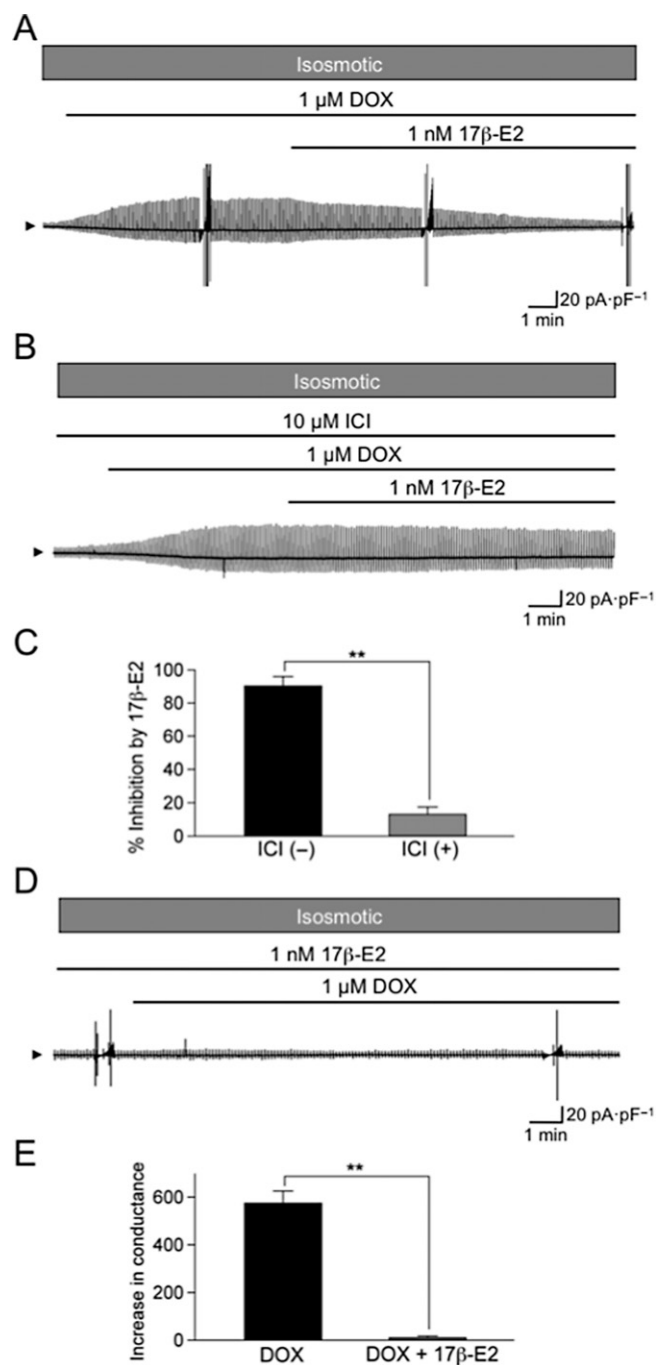 A
Isosmotic
1 µM DOX
1 nM 17β-E2
20 pA·pF⁻¹
1 min
B
Isosmotic
10 µM ICI
1 µM DOX
1 nM 17β-E2
20 pA·pF⁻¹
1 min
C
% Inhibition by 17β-E2
100
80
60
40
20
0
**
ICI (–)
ICI (+)
D
Isosmotic
1 nM 17β-E2
1 µM DOX
20 pA·pF⁻¹
1 min
E
Increase in conductance
600
400
200
0
**
DOX
DOX + 17β-E2